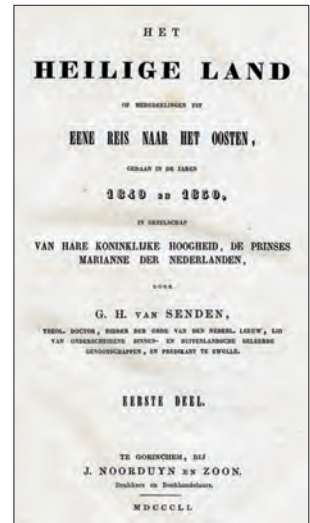 HET
HEILIGE LAND
OF MEDEDEELINGEN UIT
EENE REIS NAAR HET OOSTEN,
GEDAAN IN DE JAREN
1849 EN 1850,
IN GEZELSCHAP
VAN HARE KONINKLIJKE HOOGHEID, DE PRINSES
MARIANNE DER NEDERLANDEN,
DOOR
G. H. VAN SENDEN,
THEOL. DOCTOR, RIDDER DER ORDE VAN DEN NEDERL. LEEUW, LID
VAN ONDERSCHEIDENE BINNEN- EN BUITENLANDSCHE GELEERDE
GENOOTSCHAPPEN, EN PREDIKANT TE ZWOLLE.
EERSTE DEEL.
TE GORINCHEM, BIJ
J. NOORDUYN EN ZOON,
Drukkers en Boekhandelaars.
MDCCCLI.